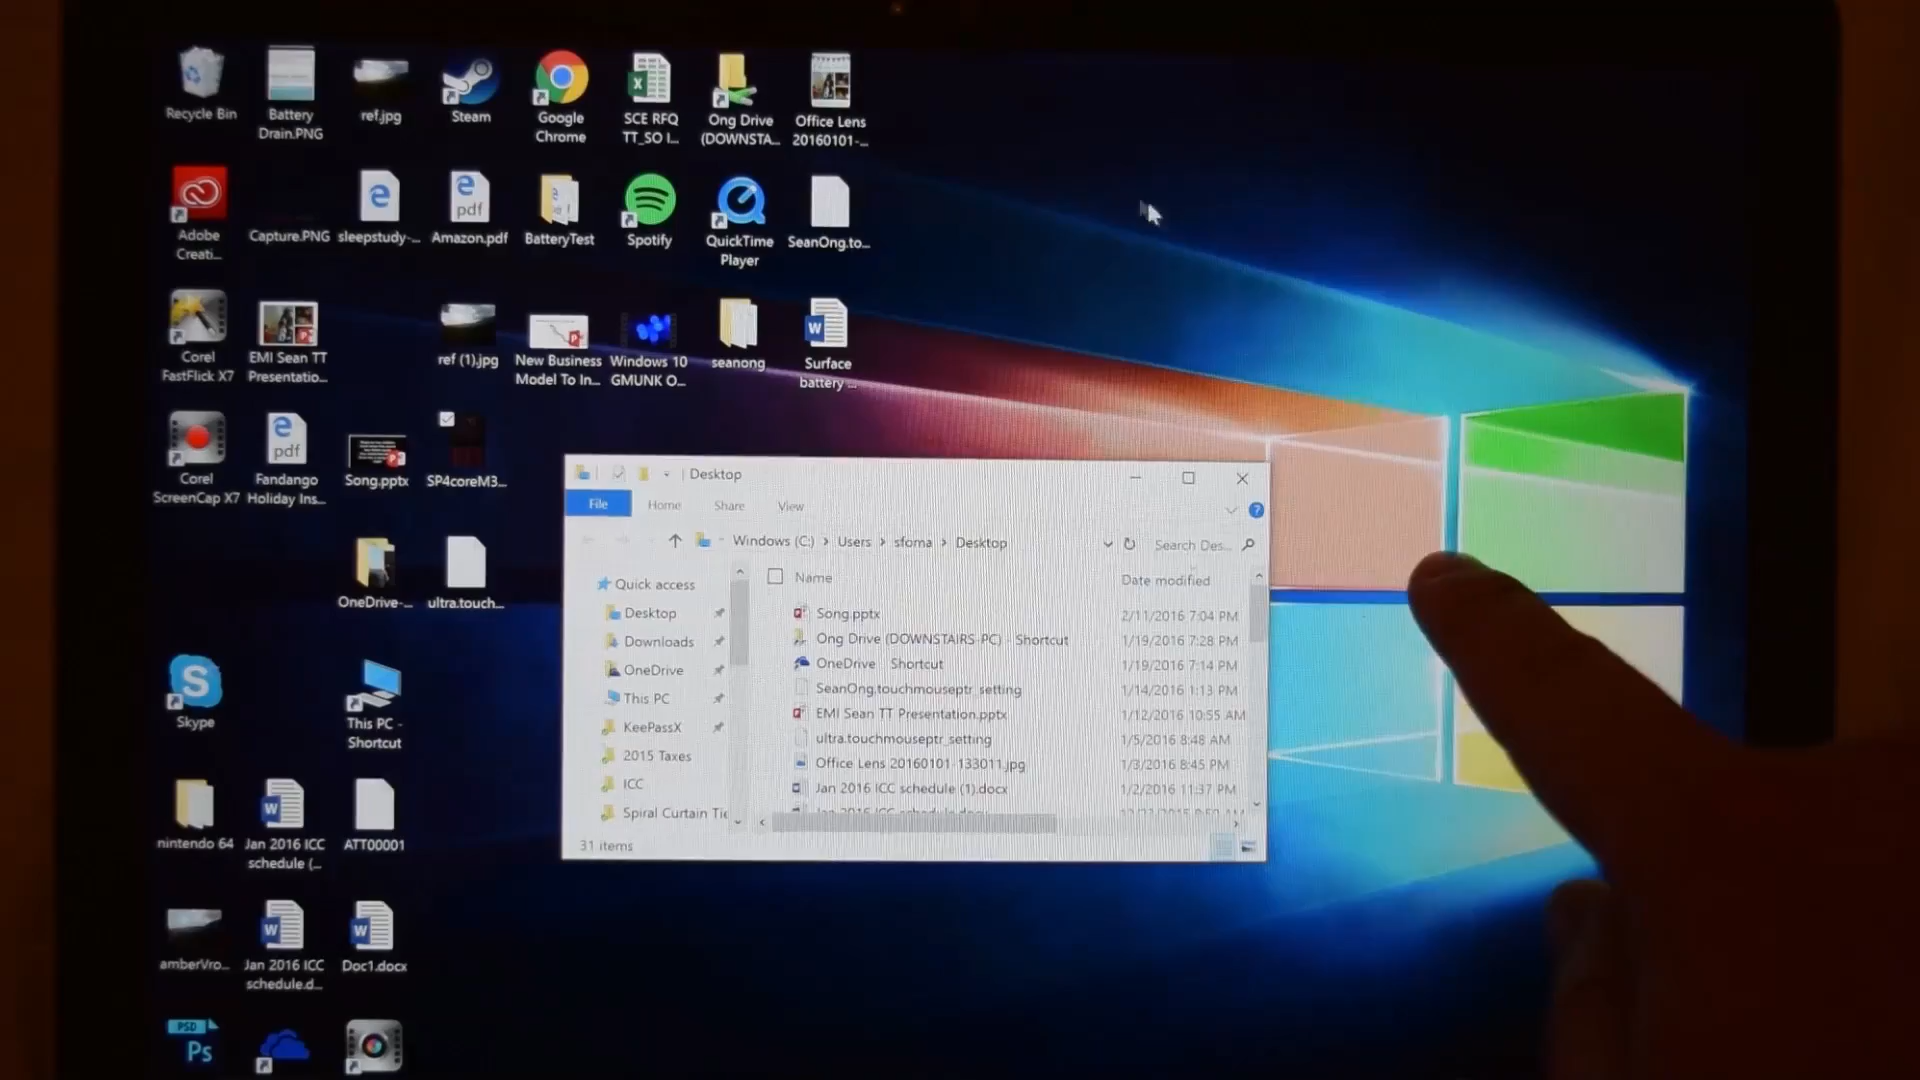 Recycle Bin
Battery
Drain.PNG
ref.jpg
Steam
Google
Chrome
SCE RFQ
TT_SO I...
Ong Drive
(DOWNSTA...
Office Lens
20160101-...
Adobe
Creati...
Capture.PNG
sleepstudy-...
pdf
Amazon.pdf
BatteryTest
Spotify
QuickTime
Player
SeanOng.to...
Corel
FastFlick X7
EMI Sean TT
Presentatio...
ref (1).jpg
New Business
Model To In...
Windows 10
GMUNK O...
seanong
Surface
battery ...
Corel
ScreenCap X7
pdf
Fandango
Holiday Ins...
Song.pptx
SP4coreM3...
OneDrive-...
ultra.touch...
Skype
This PC -
Shortcut
nintendo 64
Jan 2016 ICC
schedule (...
ATT00001
amberVro...
Jan 2016 ICC
schedule.d...
Doc1.docx
PSD
Ps
Desktop
File
Home
Share
View
Windows (C:) > Users > sfoma > Desktop
Search Des...
Quick access
Desktop
Downloads
OneDrive
This PC
KeePassX
2015 Taxes
ICC
Spiral Curtain Tie
Name
Date modified
Song.pptx
2/11/2016 7:04 PM
Ong Drive (DOWNSTAIRS-PC) - Shortcut
1/19/2016 7:28 PM
OneDrive - Shortcut
1/19/2016 7:14 PM
SeanOng.touchmouseptr_setting
1/14/2016 1:13 PM
EMI Sean TT Presentation.pptx
1/12/2016 10:55 AM
ultra.touchmouseptr_setting
1/5/2016 8:48 AM
Office Lens 20160101-133011.jpg
1/3/2016 8:45 PM
Jan 2016 ICC schedule (1).docx
1/2/2016 11:37 PM
Jan 2016 ICC schedule.docx
31 items